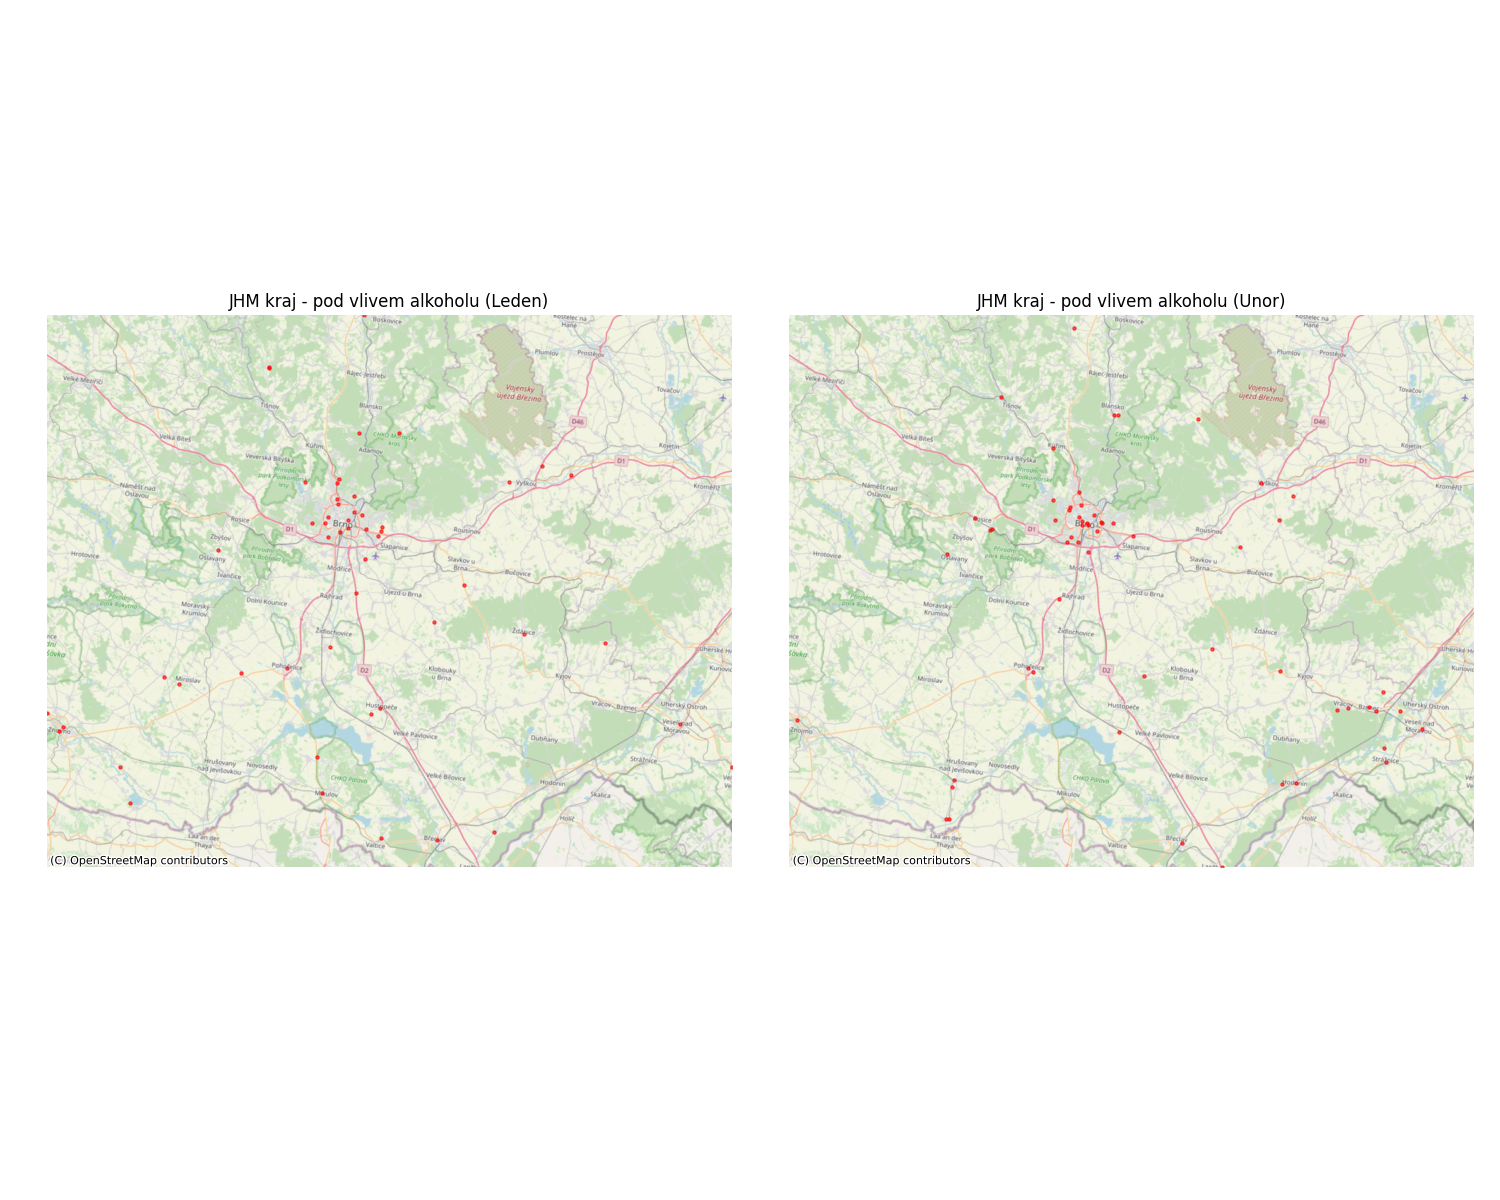 JHM kraj - pod vlivem alkoholu (Leden)
JHM kraj - pod vlivem alkoholu (Unor)
Boskovice
Kostelec na
Hané
Plumlov
Prostějov
Velké Meziříčí
Rájec-Jestřebí
Vojenský
újezd Březina
Tovačov
Tišnov
Blansko
D46
Velká Bíteš
Kuřim
CHKO Moravský
kras
Adamov
Kojetín
Veverská Bítýška
D1
Přírodní
park Podkomorské
lesy
Vyškov
Kroměříž
Náměšť nad
Oslavou
Rosice
D1
Brno
Rousínov
Zbýšov
Šlapanice
Hrotovice
Oslavany
Přírodní
park Bobrava
Slavkov u
Brna
Ivančice
Modřice
Bučovice
Rajhrad
Újezd u Brna
Přírodní
park Rokytná
Moravský
Krumlov
Dolní Kounice
Židlochovice
Ždánice
Uherské H
Pohořelice
D2
Klobouky
u Brna
Kyjov
Kunovice
Miroslav
Hustopeče
Vracov
Bzenec
Uherský Ostroh
Znojmo
Velké Pavlovice
Dubňany
Veselí nad
Moravou
Hrušovany
nad Jevišovkou
Novosedly
Strážnice
CHKO Pálava
Velké Bílovice
Hodonín
Mikulov
Skalica
Holíč
Laa an der
Thaya
Valtice
Břeclav
(C) OpenStreetMap contributors
Boskovice
Kostelec na
Hané
Plumlov
Prostějov
Velké Meziříčí
Rájec-Jestřebí
Vojenský
újezd Březina
Tovačov
Tišnov
Blansko
D46
Velká Bíteš
Kuřim
CHKO Moravský
kras
Adamov
Kojetín
Veverská Bítýška
D1
Přírodní
park Podkomorské
lesy
Vyškov
Kroměříž
Náměšť nad
Oslavou
Rosice
D1
Brno
Rousínov
Zbýšov
Šlapanice
Hrotovice
Oslavany
Přírodní
park Bobrava
Slavkov u
Brna
Ivančice
Modřice
Bučovice
Rajhrad
Újezd u Brna
Přírodní
park Rokytná
Moravský
Krumlov
Dolní Kounice
Židlochovice
Ždánice
Uherské H
Pohořelice
D2
Klobouky
u Brna
Kyjov
Kunovice
Miroslav
Hustopeče
Vracov
Bzenec
Uherský Ostroh
Znojmo
Velké Pavlovice
Dubňany
Veselí nad
Moravou
Hrušovany
nad Jevišovkou
Novosedly
Strážnice
CHKO Pálava
Velké Bílovice
Hodonín
Mikulov
Skalica
Holíč
Laa an der
Thaya
Valtice
Břeclav
(C) OpenStreetMap contributors